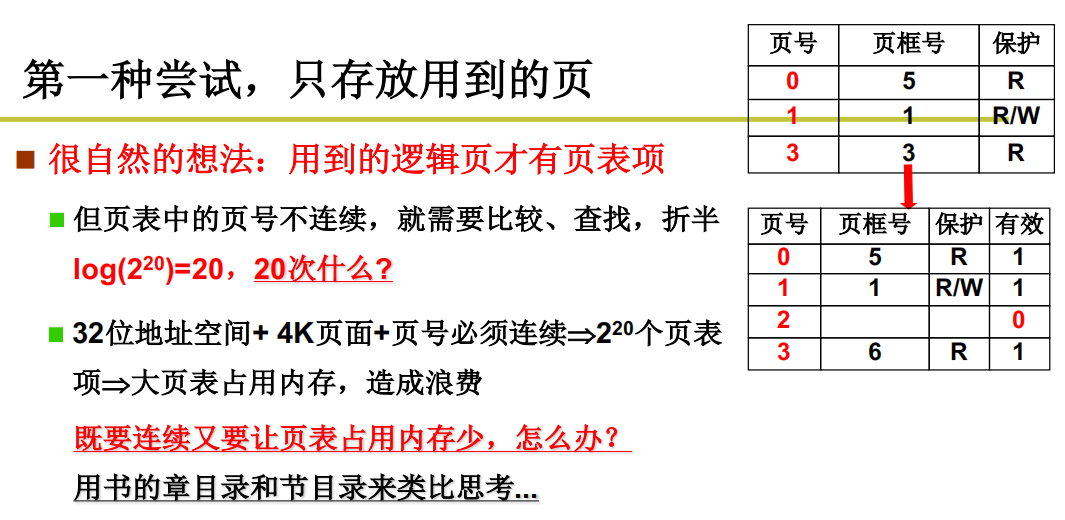 第一种尝试，只存放用到的页
很自然的想法：用到的逻辑页才有页表项
但页表中的页号不连续，就需要比较、查找，折半
log(2²⁰)=20，20次什么?
32位地址空间+ 4K页面+页号必须连续⇒2²⁰个页表
项⇒大页表占用内存，造成浪费
既要连续又要让页表占用内存少，怎么办?
用书的章目录和节目录来类比思考...
页号 页框号 保护
0 5 R
1 1 R/W
3 3 R
页号 页框号 保护 有效
0 5 R 1
1 1 R/W 1
2 0
3 6 R 1